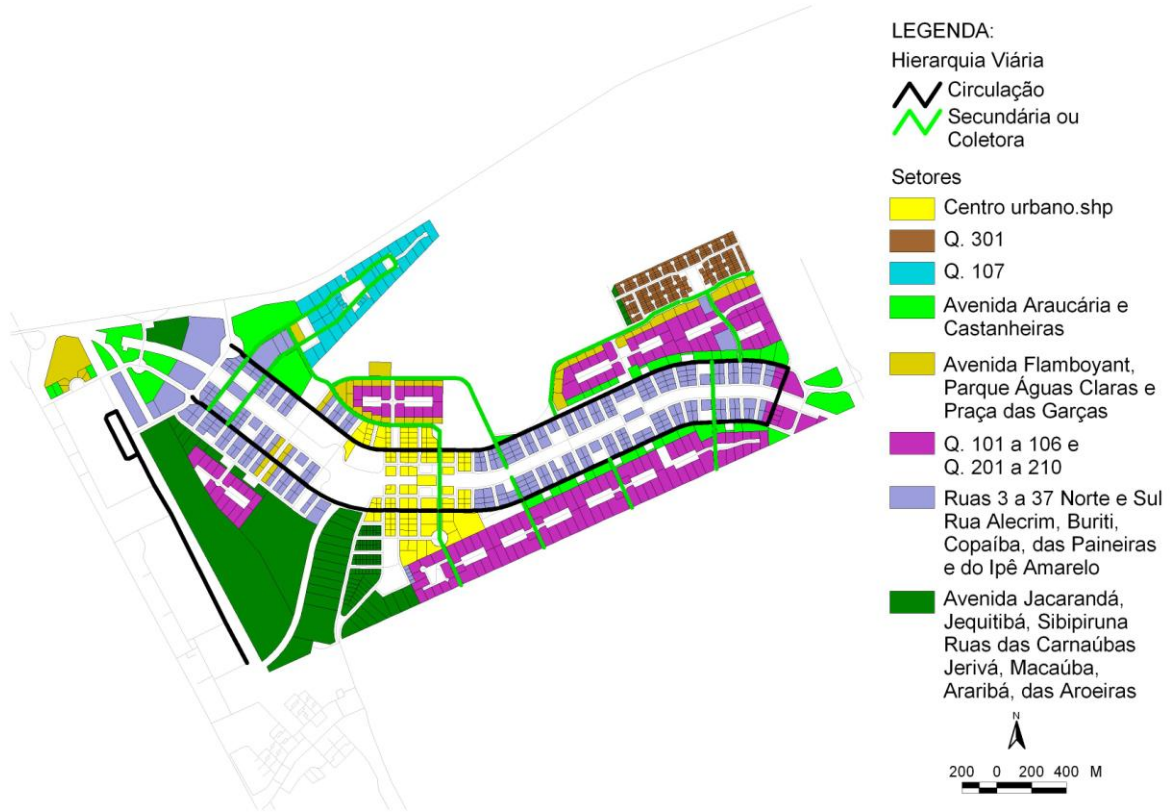 LEGENDA:
Hierarquia Viária
Circulação
Secundária ou
Coletora
Setores
Centro urbano.shp
Q. 301
Q. 107
Avenida Araucária e
Castanheiras
Avenida Flamboyant,
Parque Águas Claras e
Praça das Garças
Q. 101 a 106 e
Q. 201 a 210
Ruas 3 a 37 Norte e Sul
Rua Alecrim, Buriti,
Copaíba, das Paineiras
e do Ipê Amarelo
Avenida Jacarandá,
Jequitibá, Sibipiruna
Ruas das Carnaúbas
Jerivá, Macaúba,
Araribá, das Aroeiras
N
200 0 200 400 M